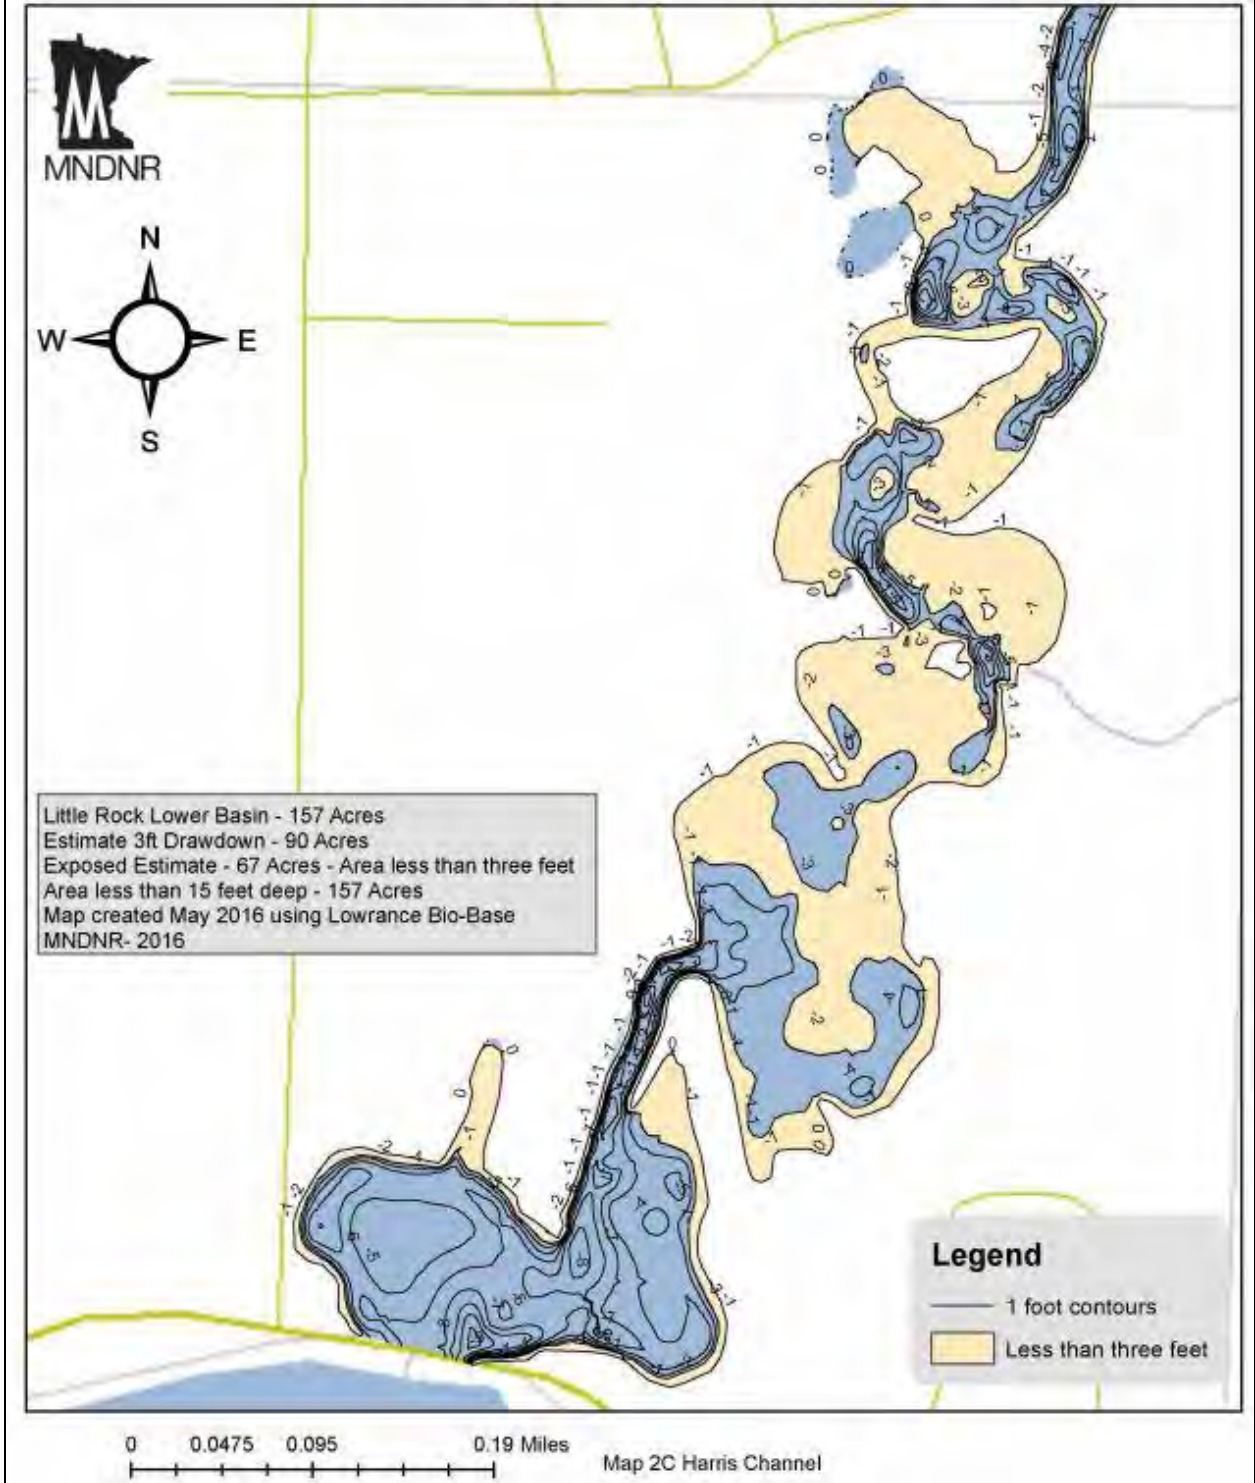 MNDNR
N
W
E
S
Little Rock Lower Basin - 157 Acres
Estimate 3ft Drawdown - 90 Acres
Exposed Estimate - 67 Acres - Area less than three feet
Area less than 15 feet deep - 157 Acres
Map created May 2016 using Lowrance Bio-Base
MNDNR- 2016
Legend
1 foot contours
Less than three feet
0 0.0475 0.095 0.19 Miles
Map 2C Harris Channel